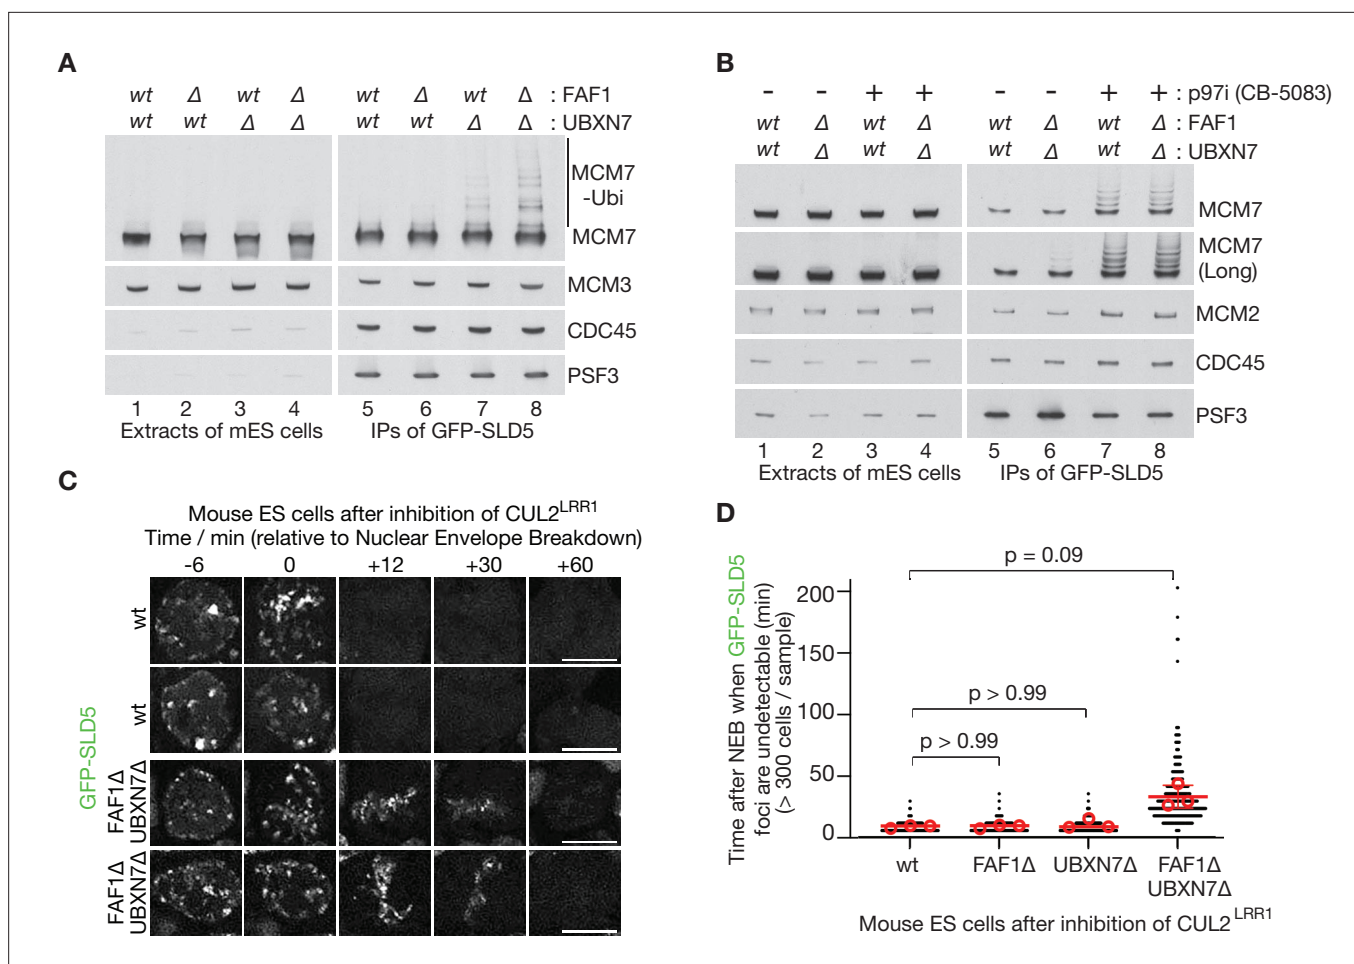 A
wt Δ wt Δ wt Δ wt Δ : FAF1
wt wt Δ Δ wt wt Δ Δ : UBXN7
MCM7
-Ubi
MCM7
MCM3
CDC45
PSF3
1 2 3 4 5 6 7 8
Extracts of mES cells IPs of GFP-SLD5
B
- - + + - - + + : p97i (CB-5083)
wt Δ wt Δ wt Δ wt Δ : FAF1
wt Δ wt Δ wt Δ wt Δ : UBXN7
MCM7
MCM7
(Long)
MCM2
CDC45
PSF3
1 2 3 4 5 6 7 8
Extracts of mES cells IPs of GFP-SLD5
C
Mouse ES cells after inhibition of CUL2^LRR1
Time / min (relative to Nuclear Envelope Breakdown)
-6 0 +12 +30 +60
GFP-SLD5
wt
wt
FAF1Δ
UBXN7Δ
FAF1Δ
UBXN7Δ
D
Time after NEB when GFP-SLD5
foci are undetectable (min)
(> 300 cells / sample)
200
150
100
50
0
p = 0.09
p > 0.99
p > 0.99
wt FAF1Δ UBXN7Δ FAF1Δ
UBXN7Δ
Mouse ES cells after inhibition of CUL2^LRR1